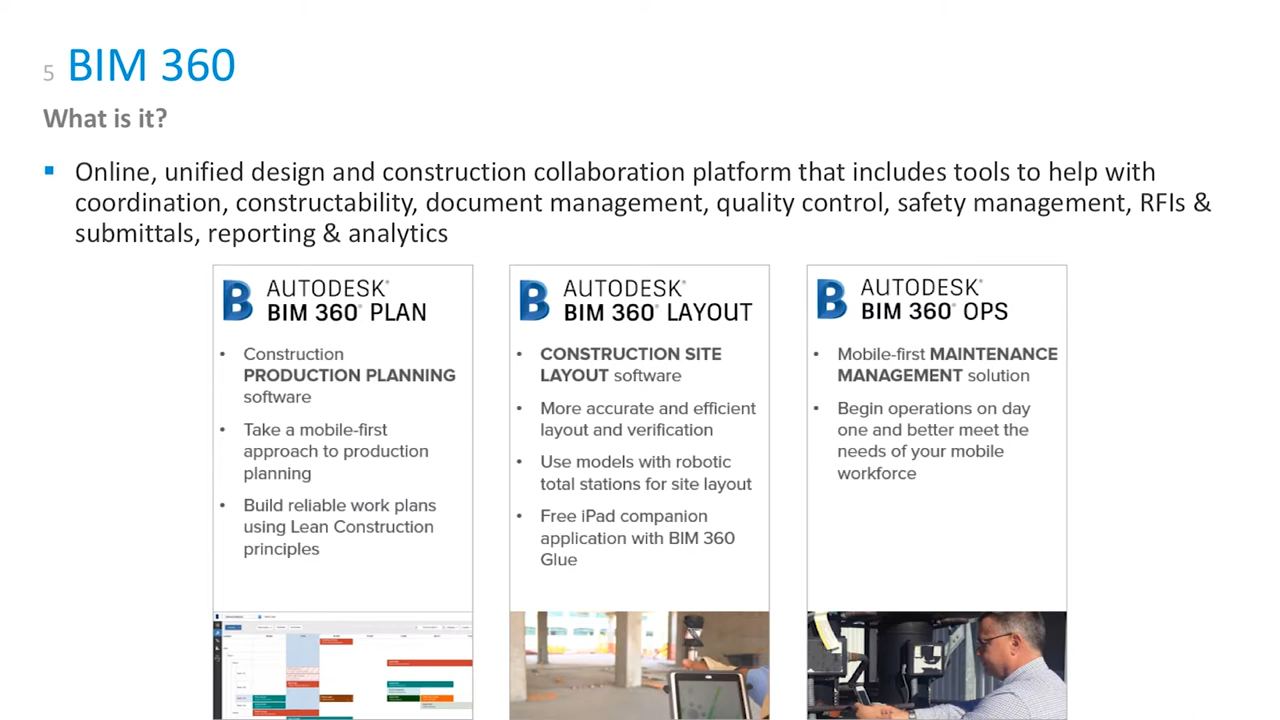 5 BIM 360
What is it?
▪ Online, unified design and construction collaboration platform that includes tools to help with
coordination, constructability, document management, quality control, safety management, RFIs &
submittals, reporting & analytics
B AUTODESK®
BIM 360® PLAN
• Construction
PRODUCTION PLANNING
software
• Take a mobile-first
approach to production
planning
• Build reliable work plans
using Lean Construction
principles
B AUTODESK®
BIM 360® LAYOUT
• CONSTRUCTION SITE
LAYOUT software
• More accurate and efficient
layout and verification
• Use models with robotic
total stations for site layout
• Free iPad companion
application with BIM 360
Glue
B AUTODESK®
BIM 360® OPS
• Mobile-first MAINTENANCE
MANAGEMENT solution
• Begin operations on day
one and better meet the
needs of your mobile
workforce